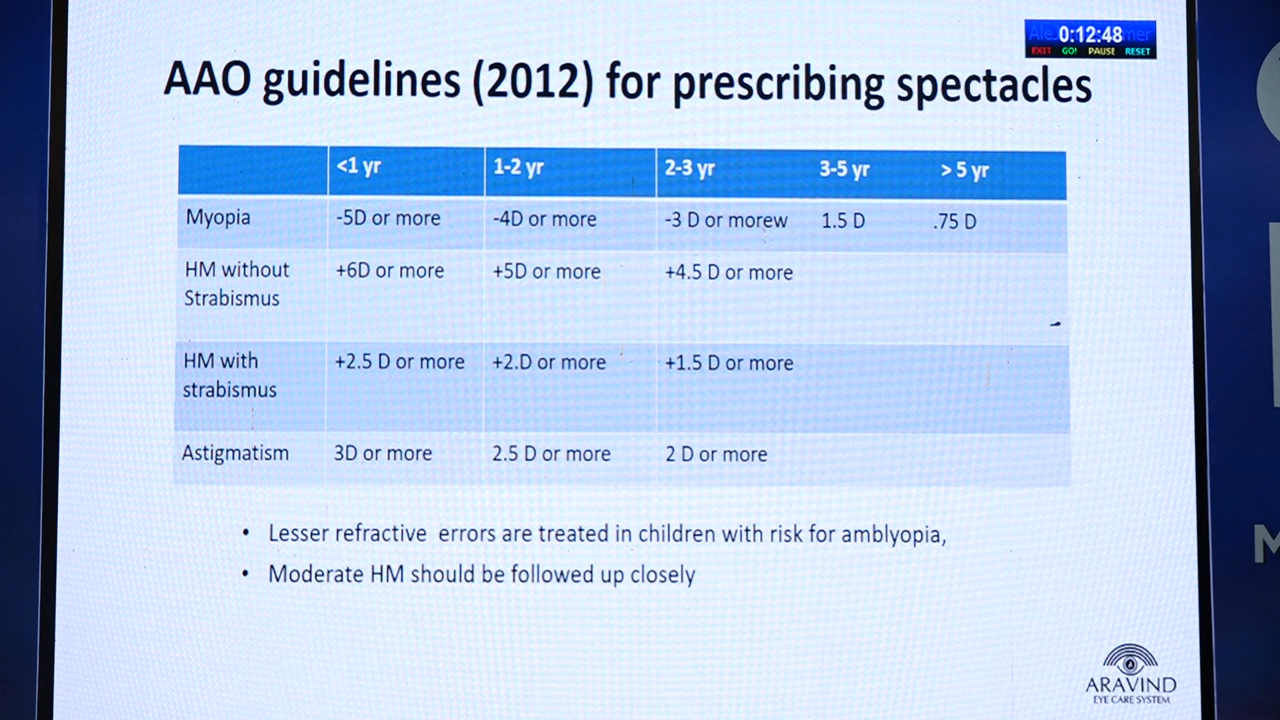 0:12:48
EXIT GO! PAUSE RESET
AAO guidelines (2012) for prescribing spectacles
<1 yr 1-2 yr 2-3 yr 3-5 yr > 5 yr
Myopia -5D or more -4D or more -3 D or morew 1.5 D .75 D
HM without Strabismus +6D or more +5D or more +4.5 D or more
HM with strabismus +2.5 D or more +2.D or more +1.5 D or more
Astigmatism 3D or more 2.5 D or more 2 D or more
• Lesser refractive errors are treated in children with risk for amblyopia,
• Moderate HM should be followed up closely
ARAVIND
EYE CARE SYSTEM